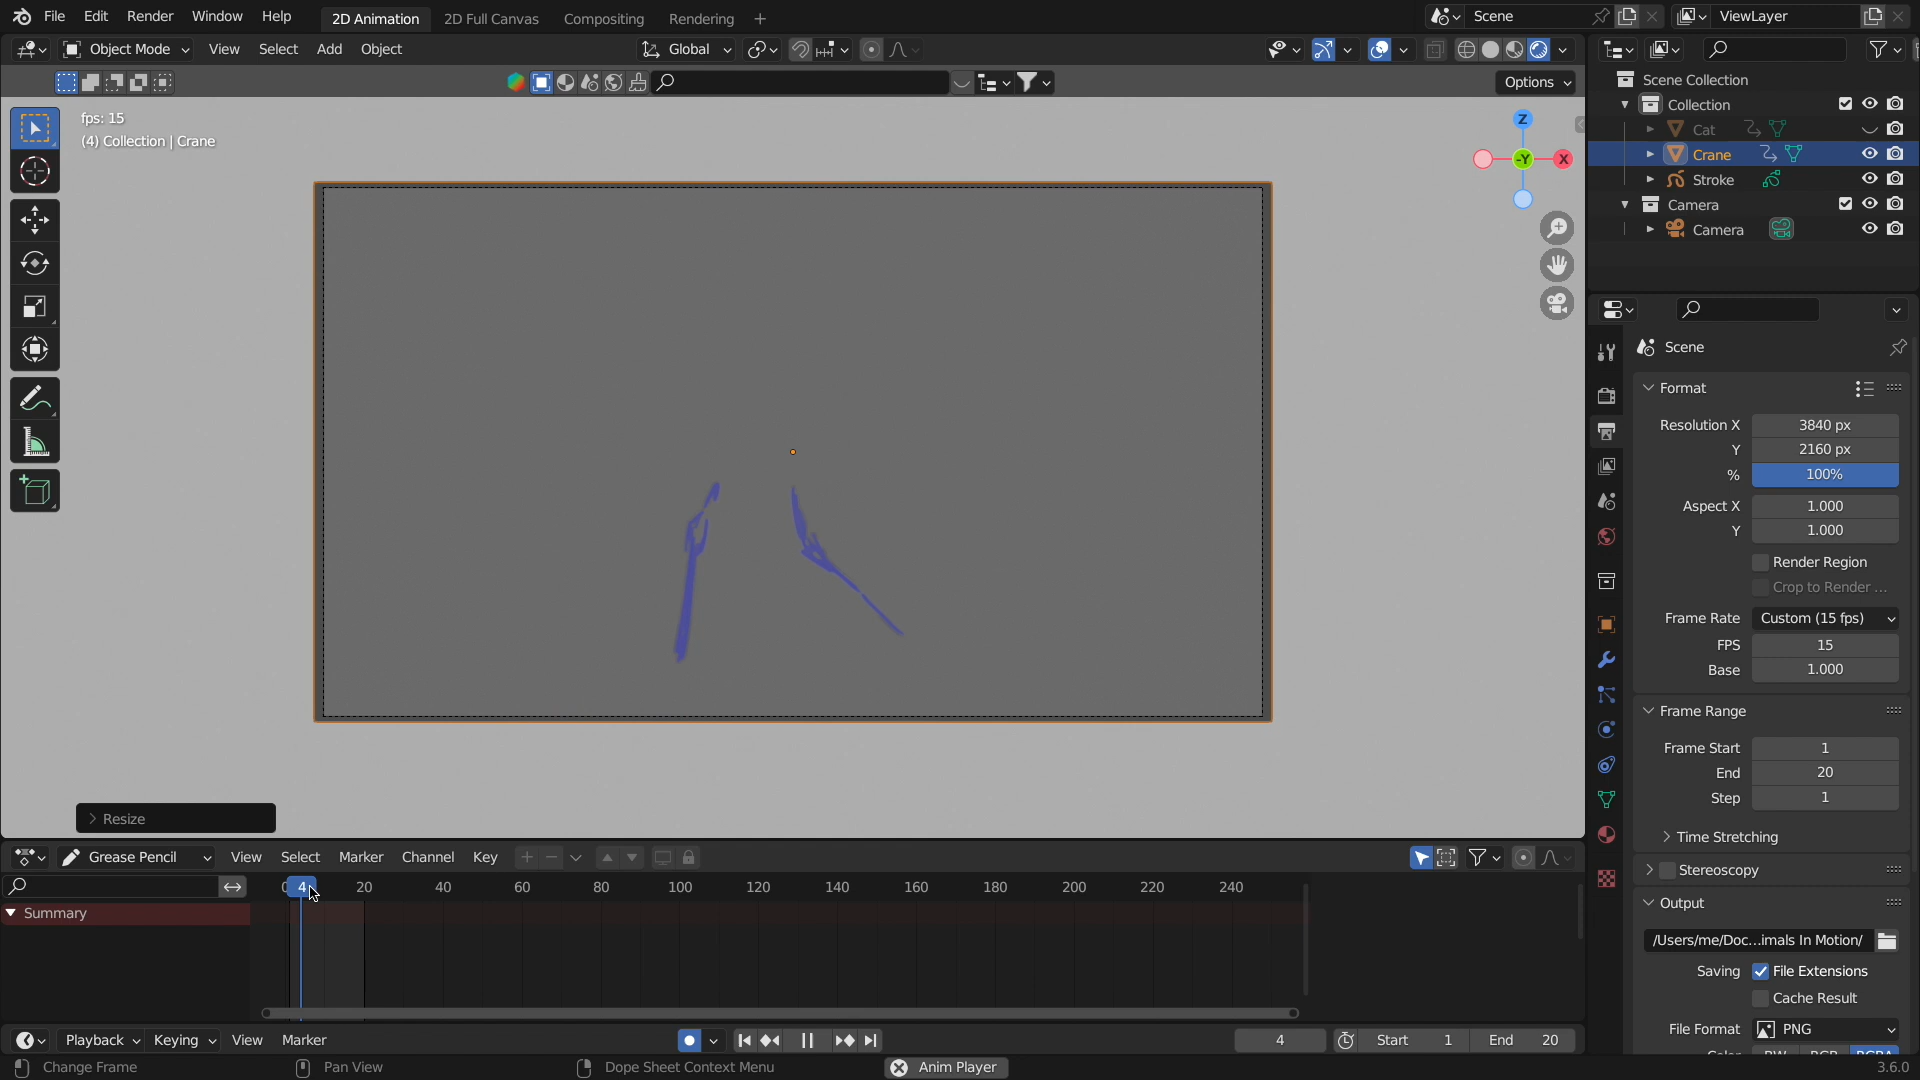 File Edit Render Window Help 2D Animation 2D Full Canvas Compositing Rendering + Scene ViewLayer
Object Mode View Select Add Object Global
Options
fps: 15
(4) Collection | Crane
Z
-Y
X
Scene Collection
Collection
Cat
Crane
Stroke
Camera
Camera
Scene
Format
Resolution X 3840 px
Y 2160 px
% 100%
Aspect X 1.000
Y 1.000
Render Region
Crop to Render ...
Frame Rate Custom (15 fps)
FPS 15
Base 1.000
Frame Range
Frame Start 1
End 20
Step 1
Time Stretching
Stereoscopy
Output
/Users/me/Doc...imals In Motion/
Saving File Extensions
Cache Result
File Format PNG
Resize
Grease Pencil View Select Marker Channel Key
4 20 40 60 80 100 120 140 160 180 200 220 240
Summary
Playback Keying View Marker 4 Start 1 End 20
Change Frame Pan View Dope Sheet Context Menu Anim Player 3.6.0